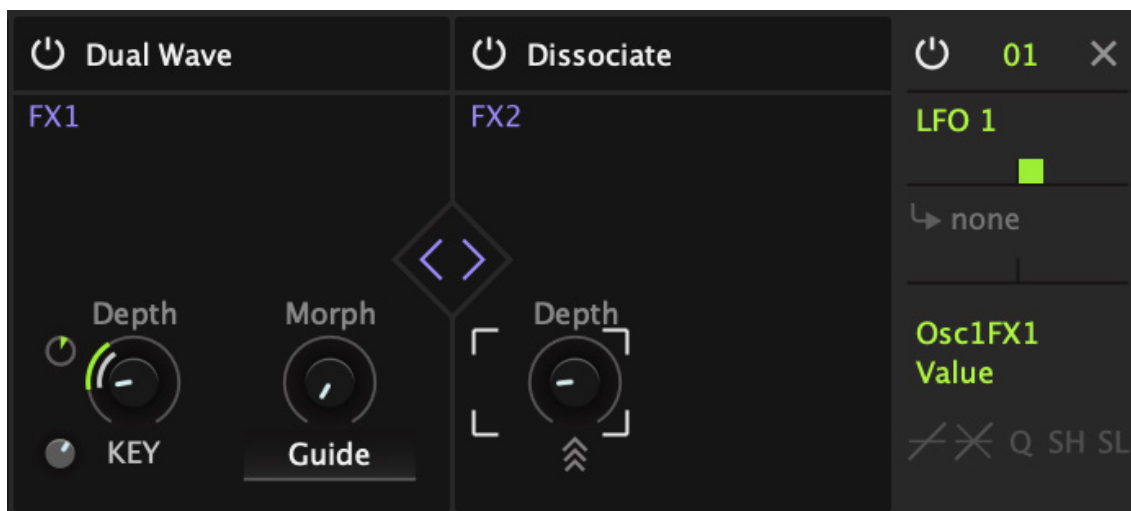 Dual Wave
Dissociate
01
FX1
FX2
LFO 1
none
Depth
Morph
Depth
Osc1FX1
Value
KEY
Guide
Q SH SL